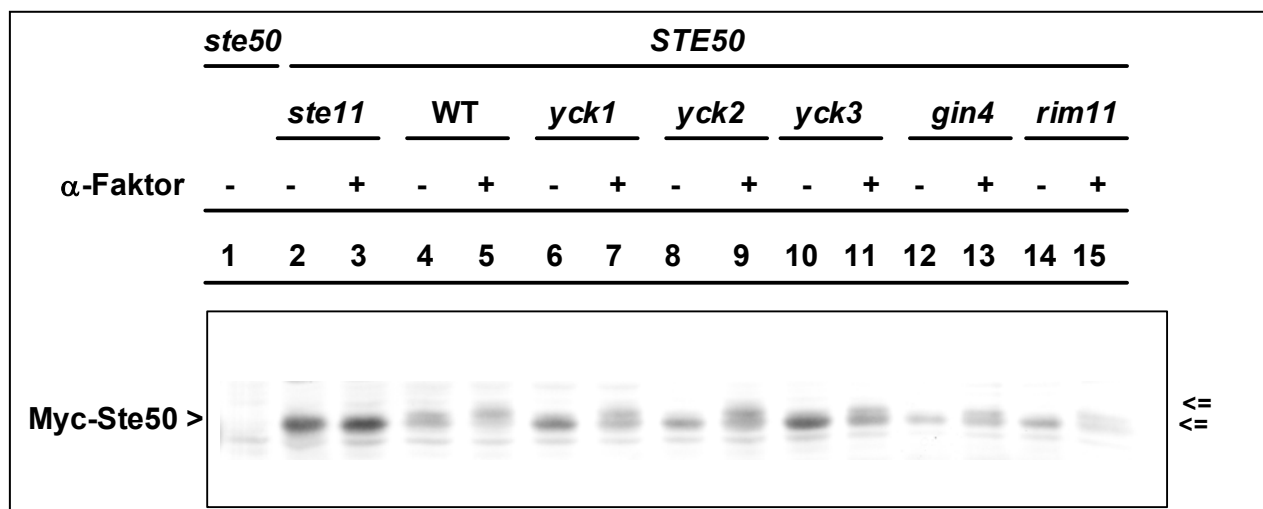 ste50 STE50
ste11 WT yck1 yck2 yck3 gin4 rim11
α-Faktor - - + - + - + - + - + - + - +
1 2 3 4 5 6 7 8 9 10 11 12 13 14 15
<=
Myc-Ste50 > <=